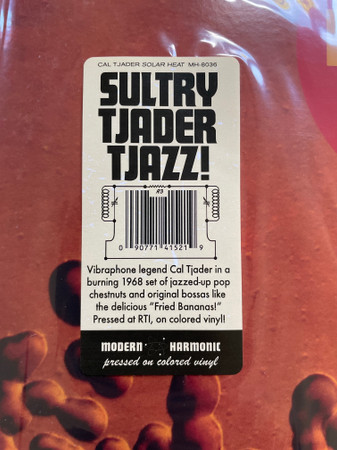 CAL TJADER SOLAR HEAT MH-8036
SULTRY
TJADER
TJAZZ!
R3
0 90771 41521 9
Vibraphone legend Cal Tjader in a
burning 1968 set of jazzed-up pop
chestnuts and original bossas like
the delicious "Fried Bananas!"
Pressed at RTI, on colored vinyl!
MODERN HARMONIC
pressed on colored vinyl